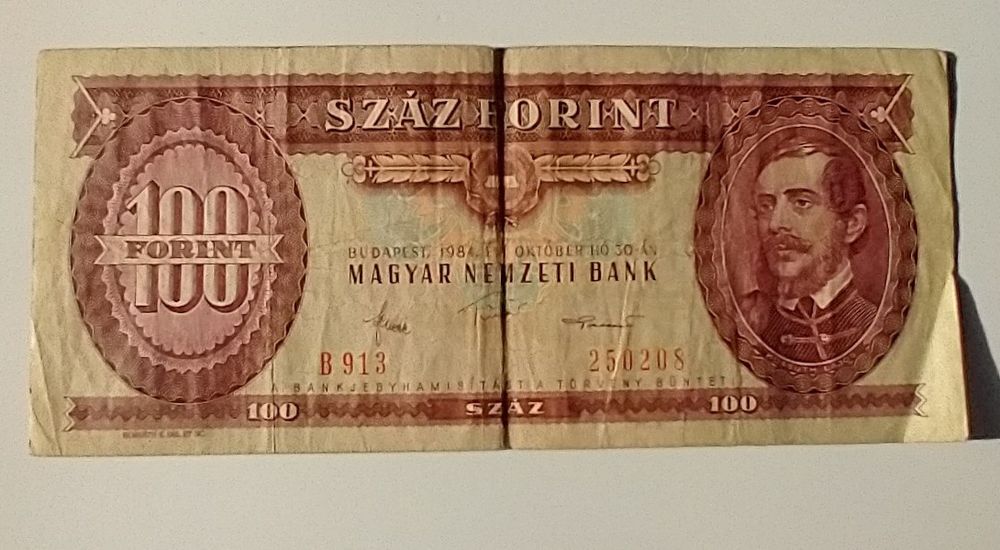 SZÁZ FORINT
100
FORINT
BUDAPEST, 1984. ÉVI OKTÓBER HÓ 30-ÁN
MAGYAR NEMZETI BANK
B 913 250208
A BANKJEGYHAMISÍTÁST A TÖRVÉNY BÜNTETI
100 SZÁZ 100